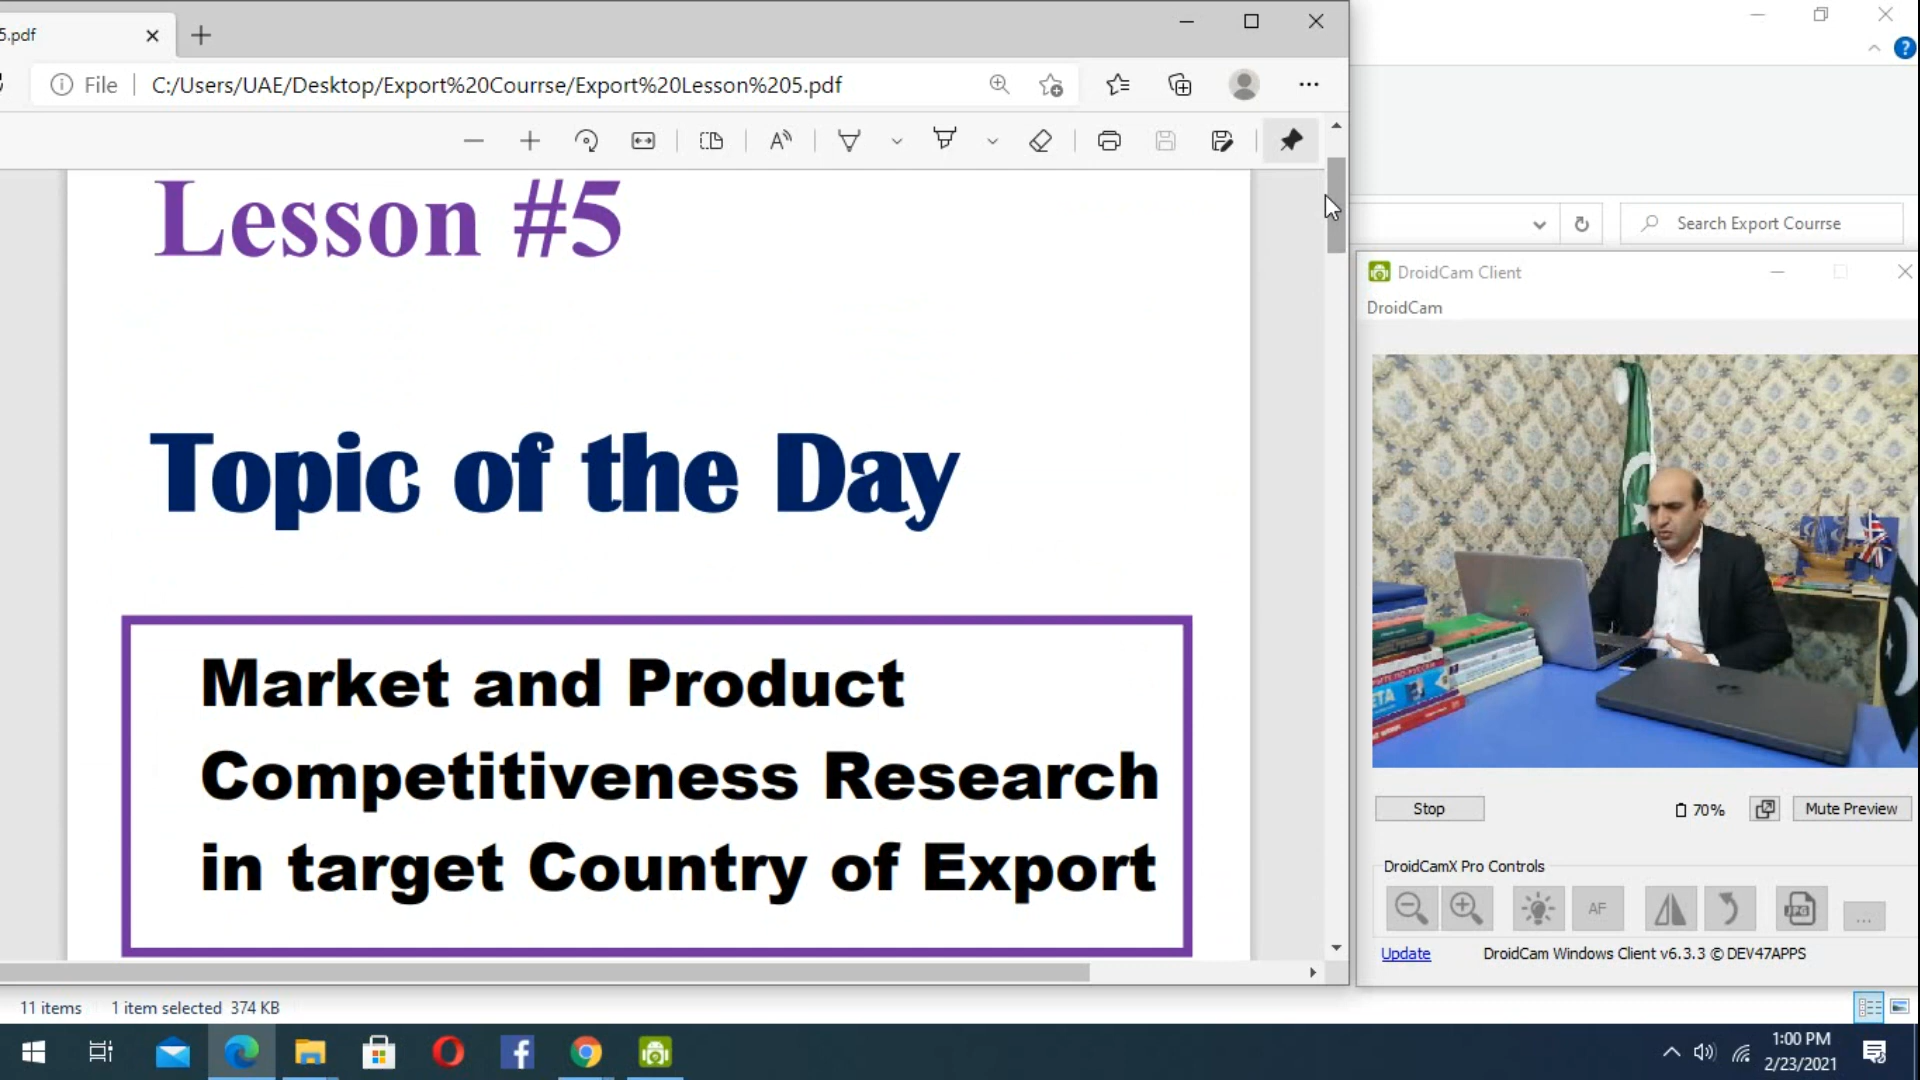 5.pdf
File
C:/Users/UAE/Desktop/Export%20Courrse/Export%20Lesson%205.pdf
Lesson #5
Topic of the Day
Market and Product
Competitiveness Research
in target Country of Export
Search Export Courrse
DroidCam Client
DroidCam
Stop
70%
Mute Preview
DroidCamX Pro Controls
AF
JPG
...
Update
DroidCam Windows Client v6.3.3 © DEV47APPS
11 items
1 item selected 374 KB
1:00 PM
2/23/2021